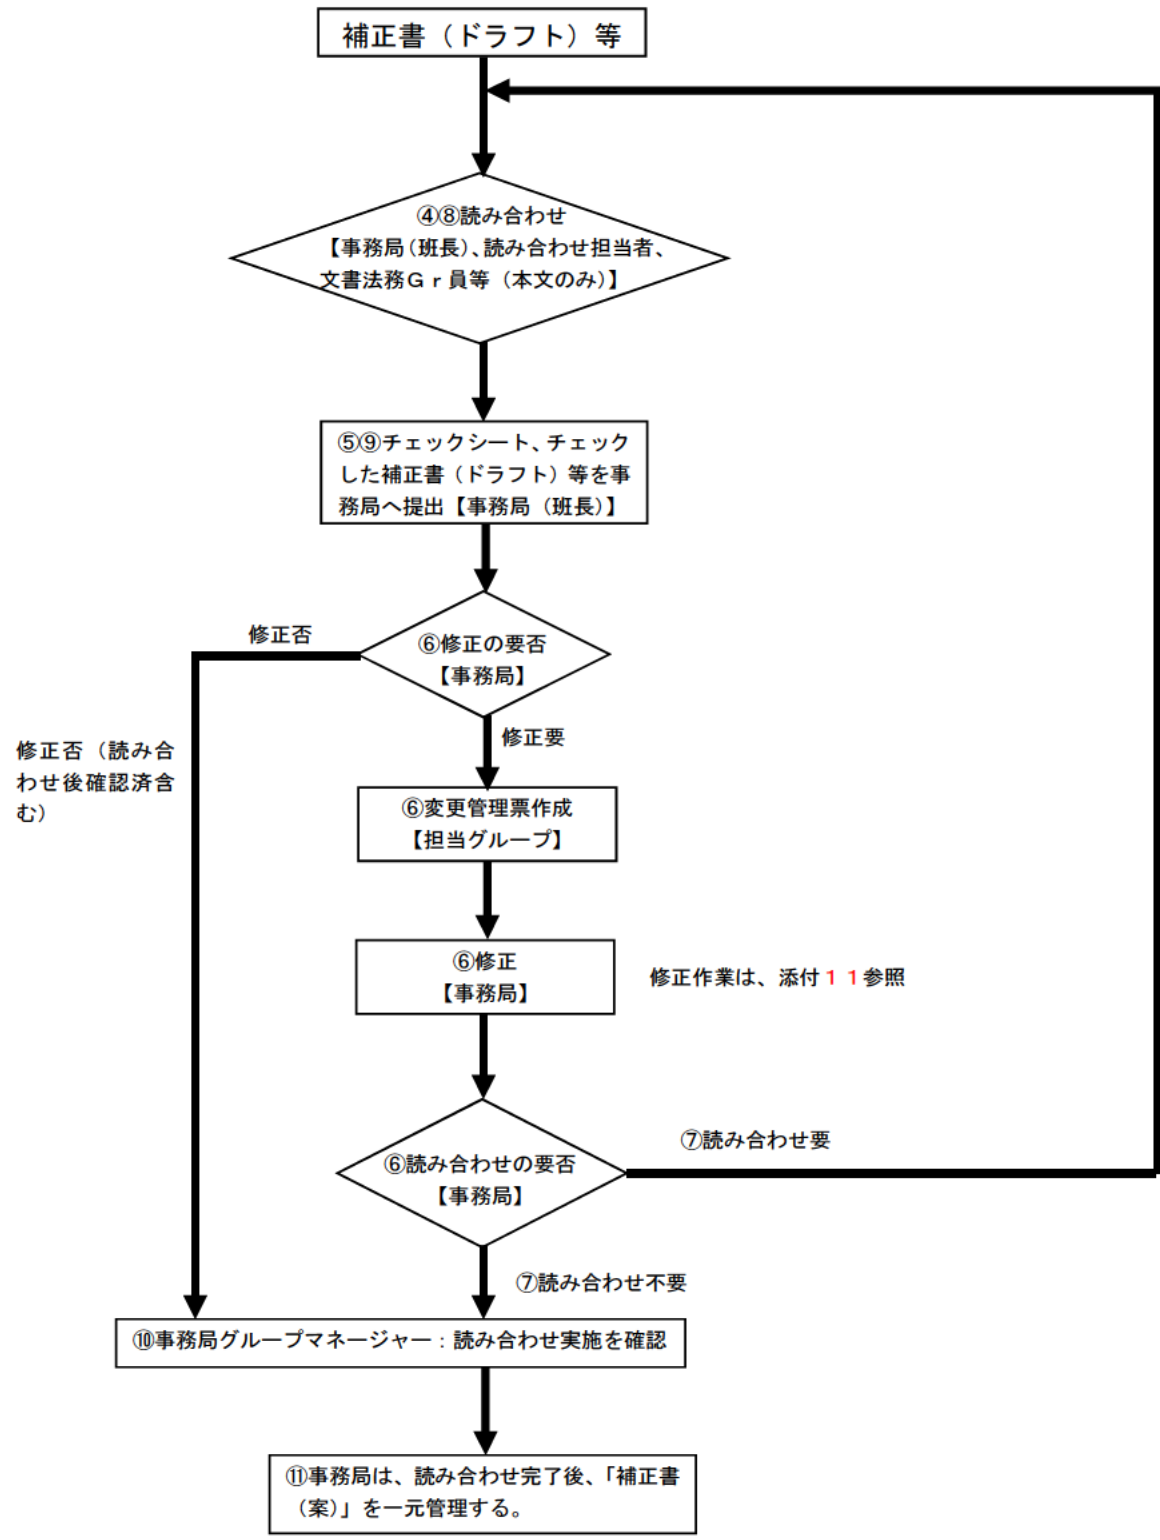 補正書（ドラフト）等
④⑧読み合わせ
【事務局（班長）、読み合わせ担当者、
文書法務Ｇｒ員等（本文のみ）】
⑤⑨チェックシート、チェック
した補正書（ドラフト）等を事
務局へ提出【事務局（班長）】
修正否
⑥修正の要否
【事務局】
修正要
修正否（読み合
わせ後確認済含
む）
⑥変更管理票作成
【担当グループ】
⑥修正
【事務局】
修正作業は、添付１１参照
⑦読み合わせ要
⑥読み合わせの要否
【事務局】
⑦読み合わせ不要
⑩事務局グループマネージャー：読み合わせ実施を確認
⑪事務局は、読み合わせ完了後、「補正書
（案）」を一元管理する。